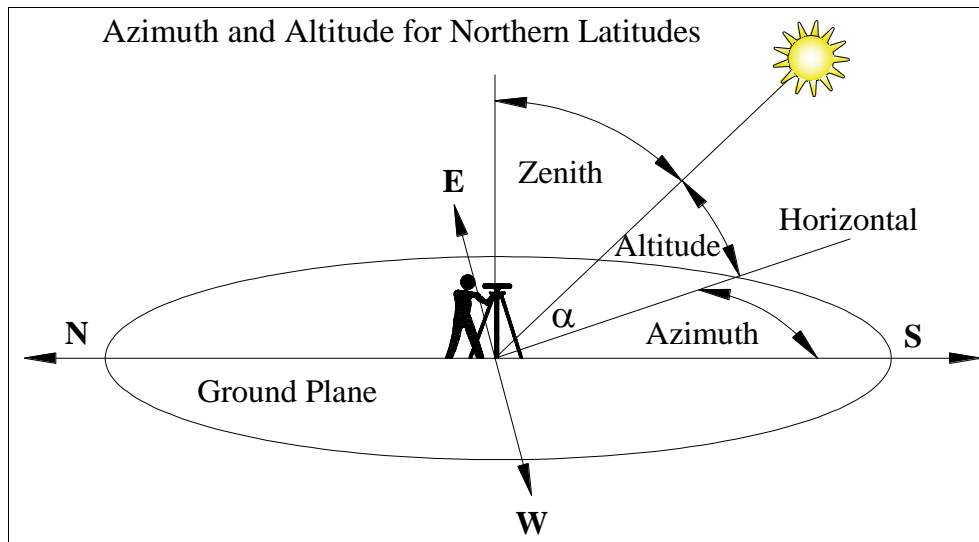 Azimuth and Altitude for Northern Latitudes
Zenith
E
Horizontal
Altitude
α
Azimuth
N
S
Ground Plane
W